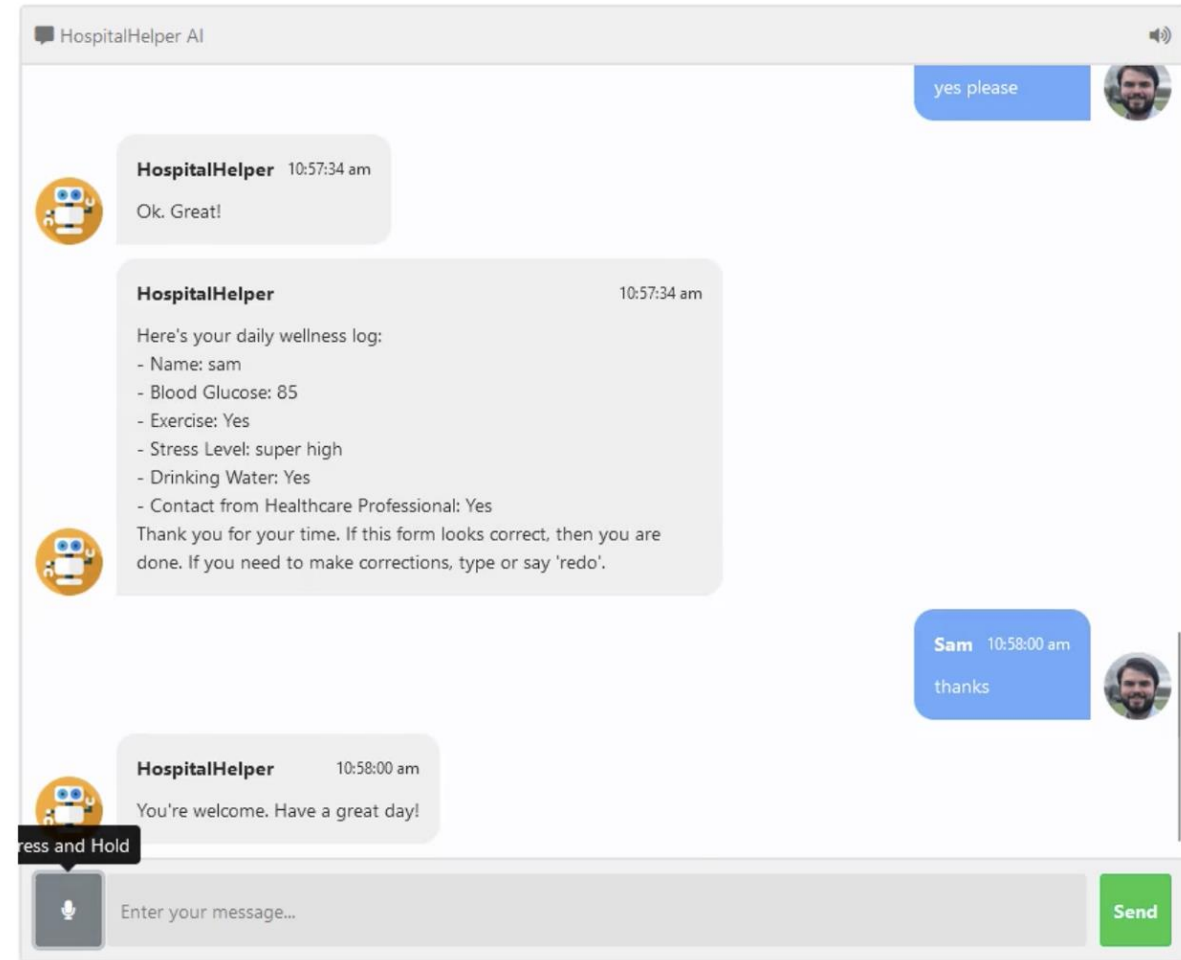 HospitalHelper AI
yes please
HospitalHelper 10:57:34 am
Ok. Great!
HospitalHelper 10:57:34 am
Here's your daily wellness log:
- Name: sam
- Blood Glucose: 85
- Exercise: Yes
- Stress Level: super high
- Drinking Water: Yes
- Contact from Healthcare Professional: Yes
Thank you for your time. If this form looks correct, then you are
done. If you need to make corrections, type or say 'redo'.
Sam 10:58:00 am
thanks
HospitalHelper 10:58:00 am
You're welcome. Have a great day!
ress and Hold
Enter your message...
Send